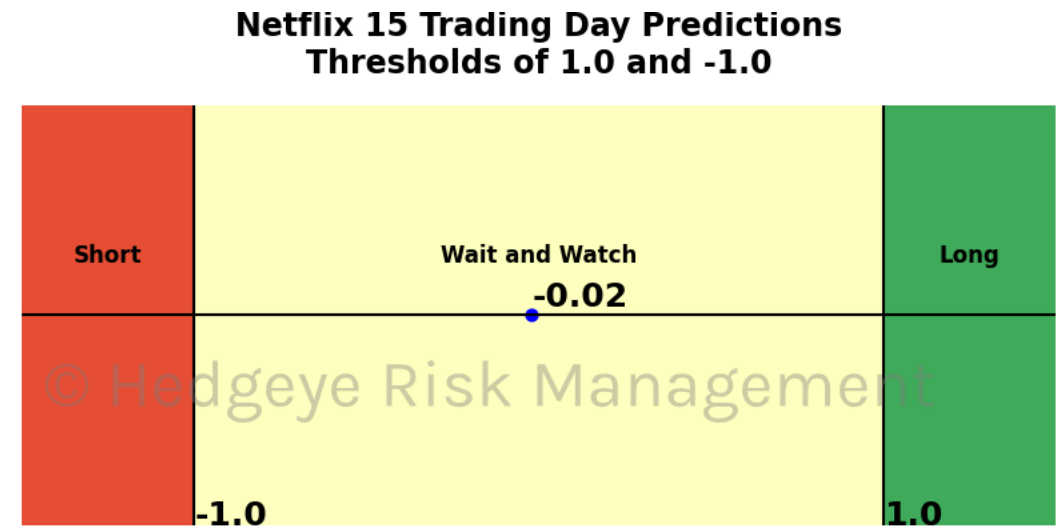 Netflix 15 Trading Day Predictions
Thresholds of 1.0 and -1.0
Short
Wait and Watch
Long
-0.02
© Hedgeye Risk Management
-1.0
1.0